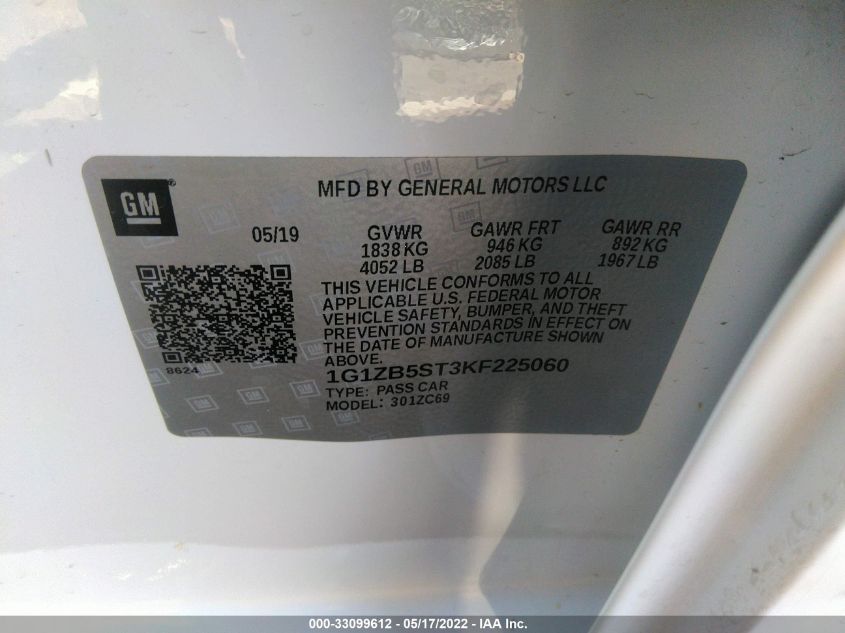 GM
MFD BY GENERAL MOTORS LLC
05/19
GVWR
1838 KG
4052 LB
GAWR FRT
946 KG
2085 LB
GAWR RR
892 KG
1967 LB
THIS VEHICLE CONFORMS TO ALL
APPLICABLE U.S. FEDERAL MOTOR
VEHICLE SAFETY, BUMPER, AND THEFT
PREVENTION STANDARDS IN EFFECT ON
THE DATE OF MANUFACTURE SHOWN
ABOVE.
8624
1G1ZB5ST3KF225060
TYPE: PASS CAR
MODEL: 301ZC69
000-33099612 - 05/17/2022 - IAAI.com